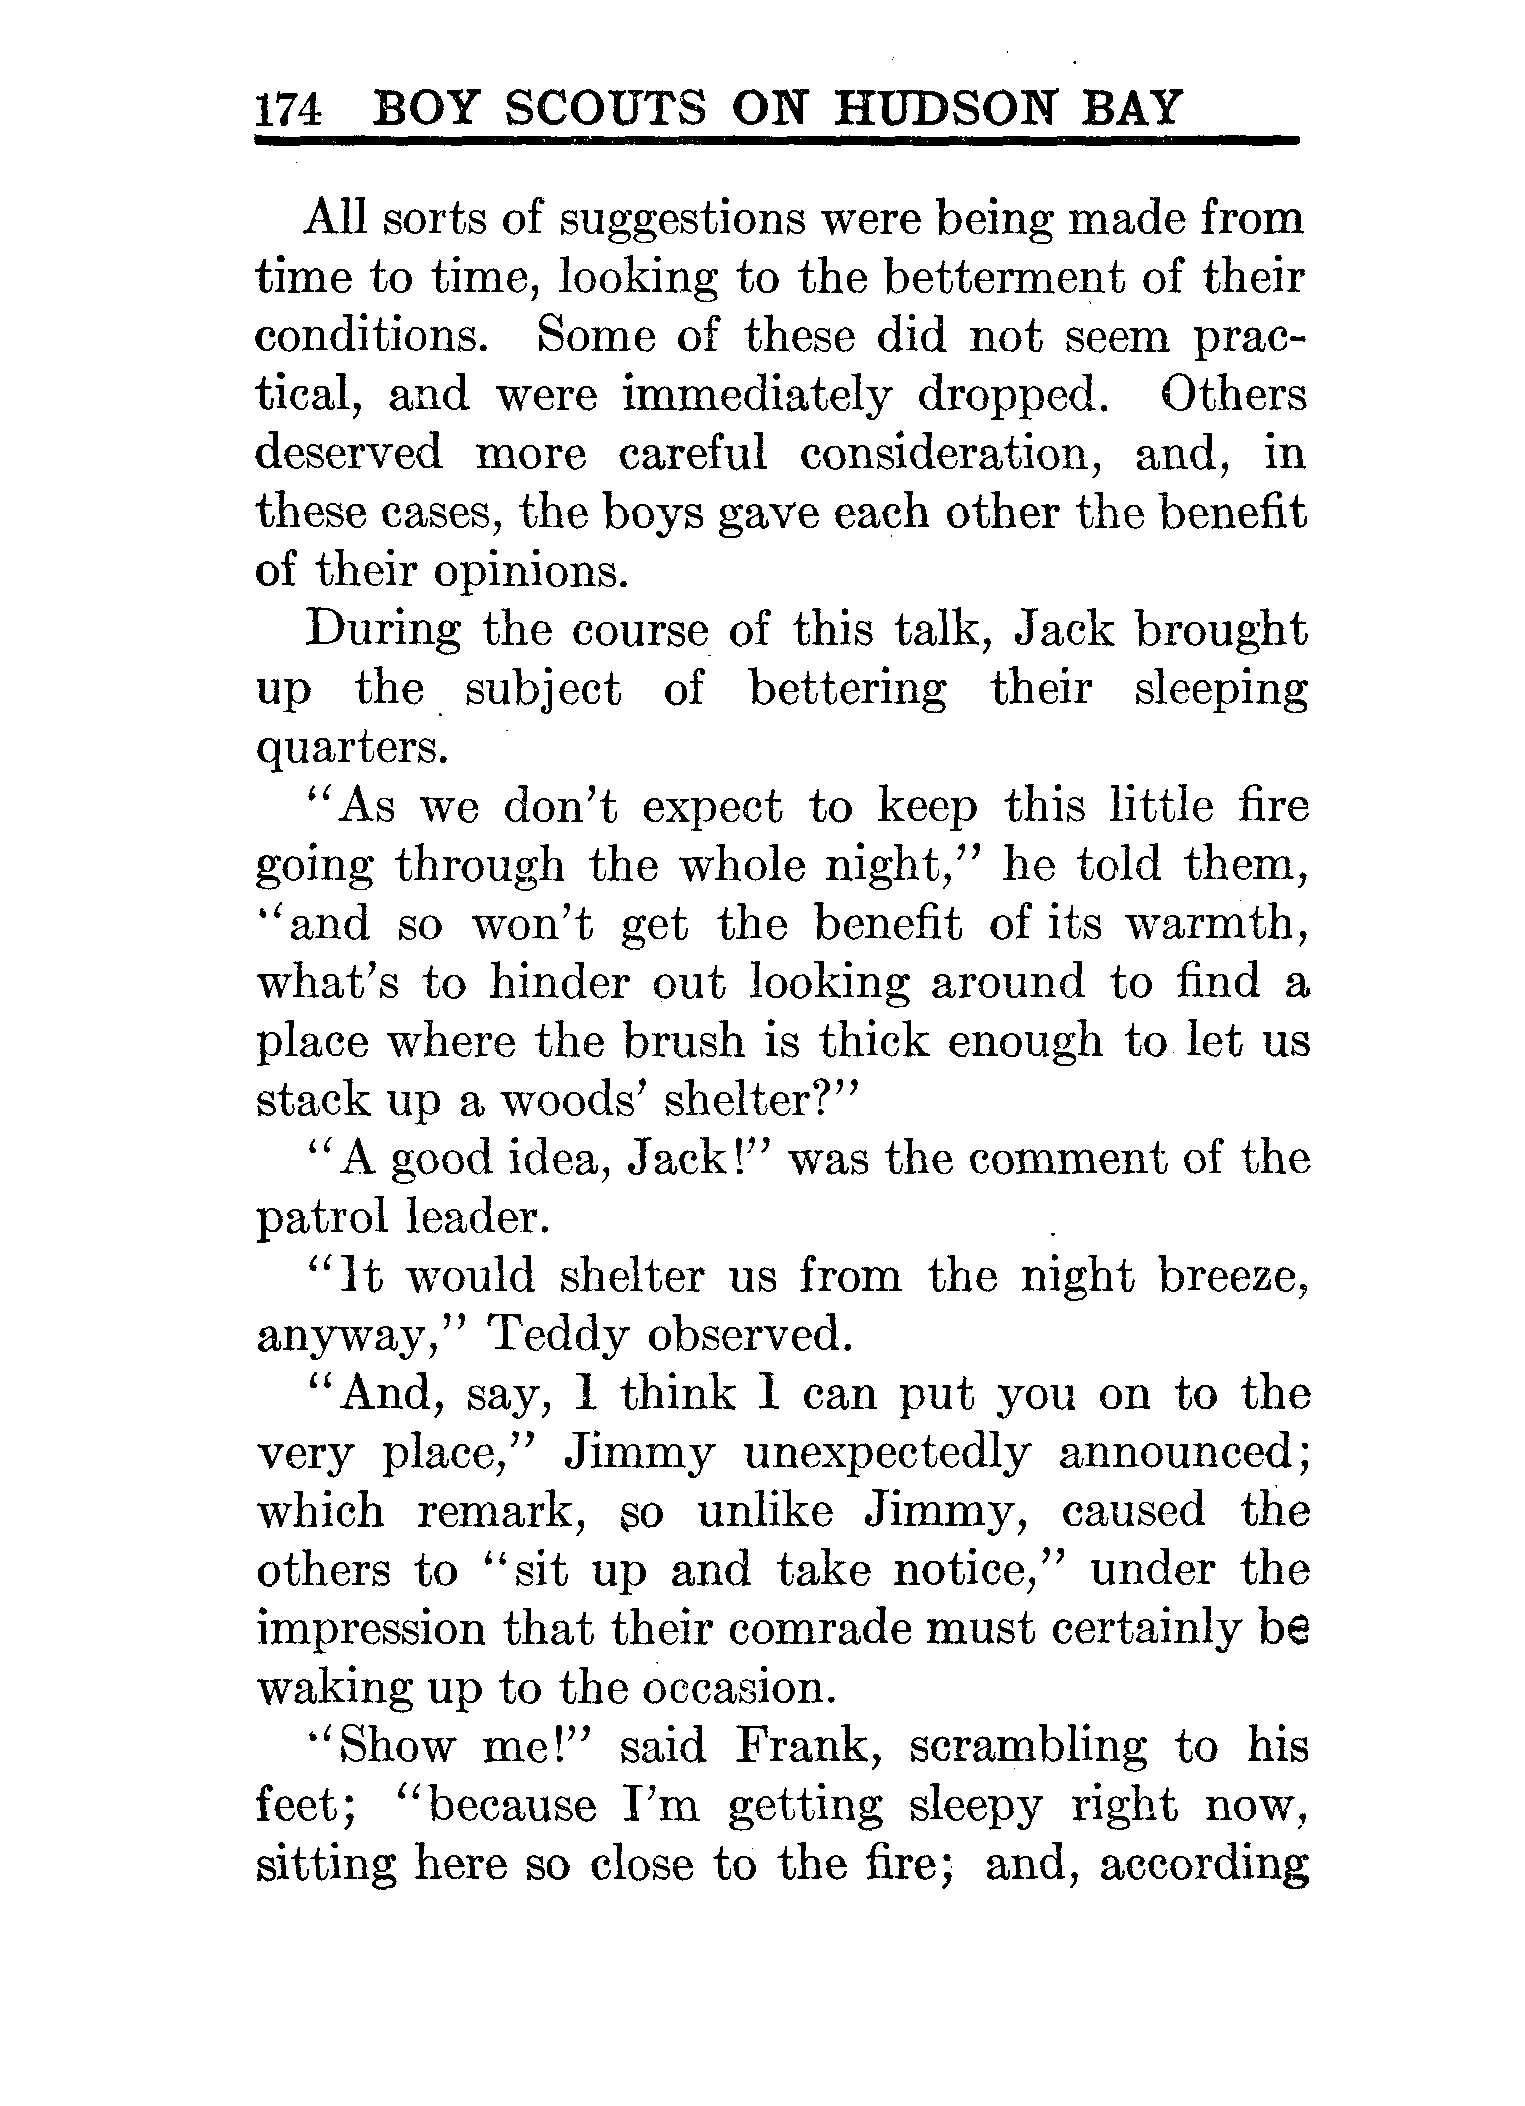 174 BOY SCOUTS ON HUDSON BAY
All sorts of suggestions were being made from
time to time, looking to the betterment of their
conditions. Some of these did not seem prac-
tical, and were immediately dropped. Others
deserved more careful consideration, and, in
these cases, the boys gave each other the benefit
of their opinions.
During the course of this talk, Jack brought
up the subject of bettering their sleeping
quarters.
“As we don’t expect to keep this little fire
going through the whole night,” he told them,
“and so won’t get the benefit of its warmth,
what’s to hinder out looking around to find a
place where the brush is thick enough to let us
stack up a woods’ shelter?”
“A good idea, Jack!” was the comment of the
patrol leader.
“It would shelter us from the night breeze,
anyway,” Teddy observed.
“And, say, I think I can put you on to the
very place,” Jimmy unexpectedly announced;
which remark, so unlike Jimmy, caused the
others to “sit up and take notice,” under the
impression that their comrade must certainly be
waking up to the occasion.
“Show me!” said Frank, scrambling to his
feet; “because I’m getting sleepy right now,
sitting here so close to the fire; and, according